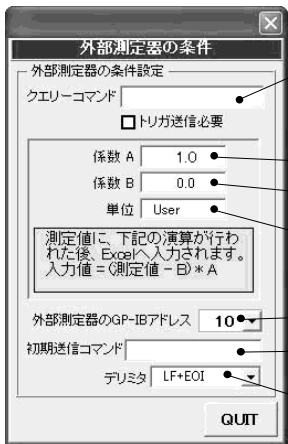 外部測定器の条件
外部測定器の条件設定
クエリーコマンド
トリガ送信必要
係数 A 1.0
係数 B 0.0
単位 User
測定値に、下記の演算が行わ
れた後、Excelへ入力されます。
入力値 = (測定値 - B) * A
外部測定器のGP-IBアドレス 10
初期送信コマンド
デリミタ LF+EOI
QUIT